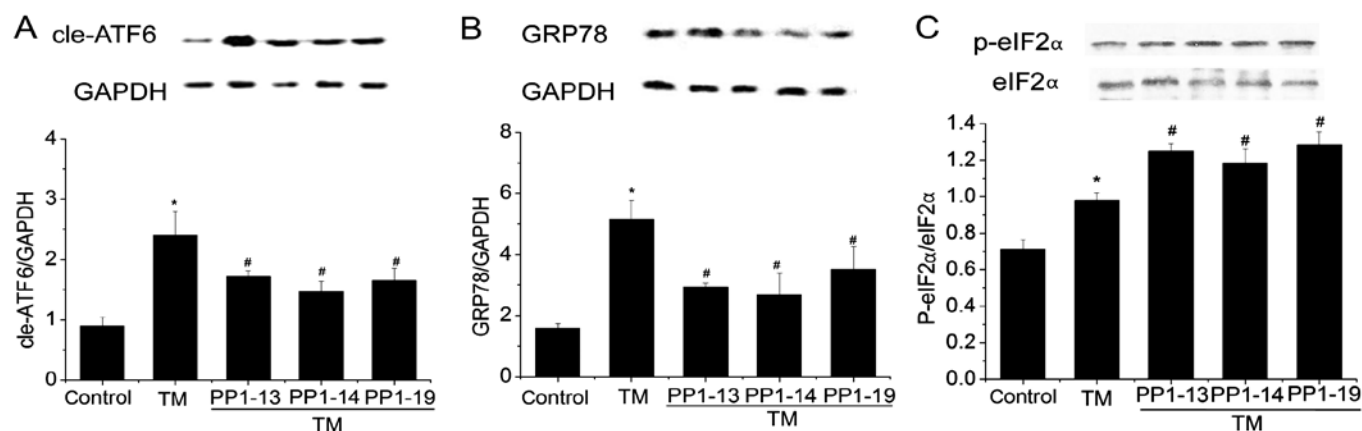 A
cle-ATF6
GAPDH
4
3
2
1
0
cle-ATF6/GAPDH
*
#
#
#
Control
TM
PP1-13
PP1-14
PP1-19
TM
B
GRP78
GAPDH
8
6
4
2
0
GRP78/GAPDH
*
#
#
#
Control
TM
PP1-13
PP1-14
PP1-19
TM
C
p-eIF2α
eIF2α
1.4
1.2
1.0
0.8
0.6
0.4
0.2
0.0
P-eIF2α/eIF2α
*
#
#
#
Control
TM
PP1-13
PP1-14
PP1-19
TM